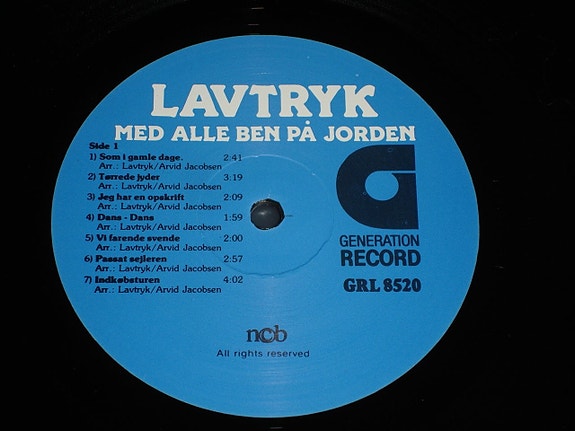 LAVTRYK
MED ALLE BEN PÅ JORDEN
Side 1
1) Som i gamle dage. 2:41
Arr.: Lavtryk/Arvid Jacobsen
2) Tørrede jyder 3:19
Arr.: Lavtryk/Arvid Jacobsen
3) Jeg har en opskrift 2:09
Arr.: Lavtryk/Arvid Jacobsen
4) Dans - Dans 1:59
Arr.: Lavtryk/Arvid Jacobsen
5) Vi farende svende 2:00
Arr.: Lavtryk/Arvid Jacobsen
6) Passat sejleren 2:57
Arr.: Lavtryk/Arvid Jacobsen
7) Indkøbsturen 4:02
Arr.: Lavtryk/Arvid Jacobsen
GENERATION
RECORD
GRL 8520
ncb
All rights reserved